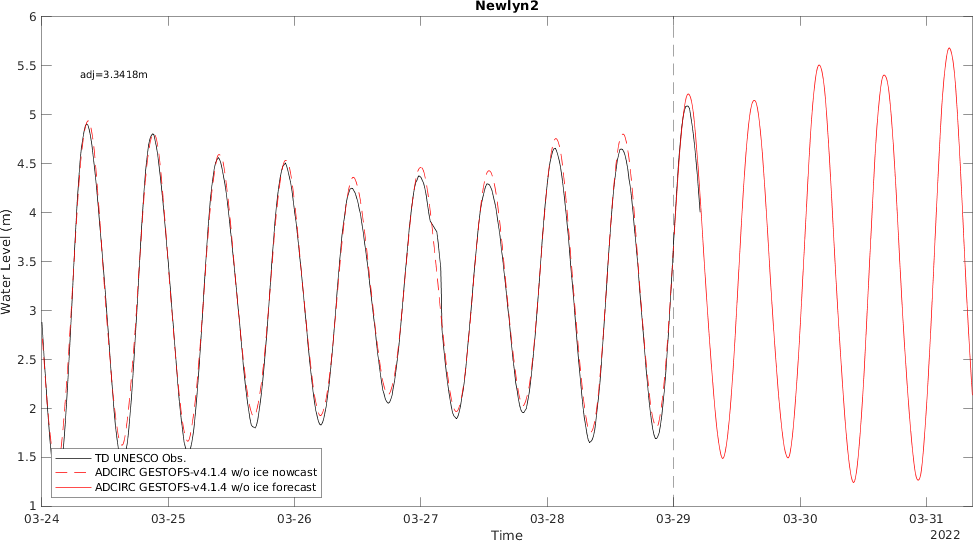 Newlyn2
6
5.5
5
4.5
4
3.5
3
2.5
2
1.5
1
Water Level (m)
adj=3.3418m
TD UNESCO Obs.
ADCIRC GESTOFS-v4.1.4 w/o ice nowcast
ADCIRC GESTOFS-v4.1.4 w/o ice forecast
03-24 03-25 03-26 03-27 03-28 03-29 03-30 03-31
Time
2022